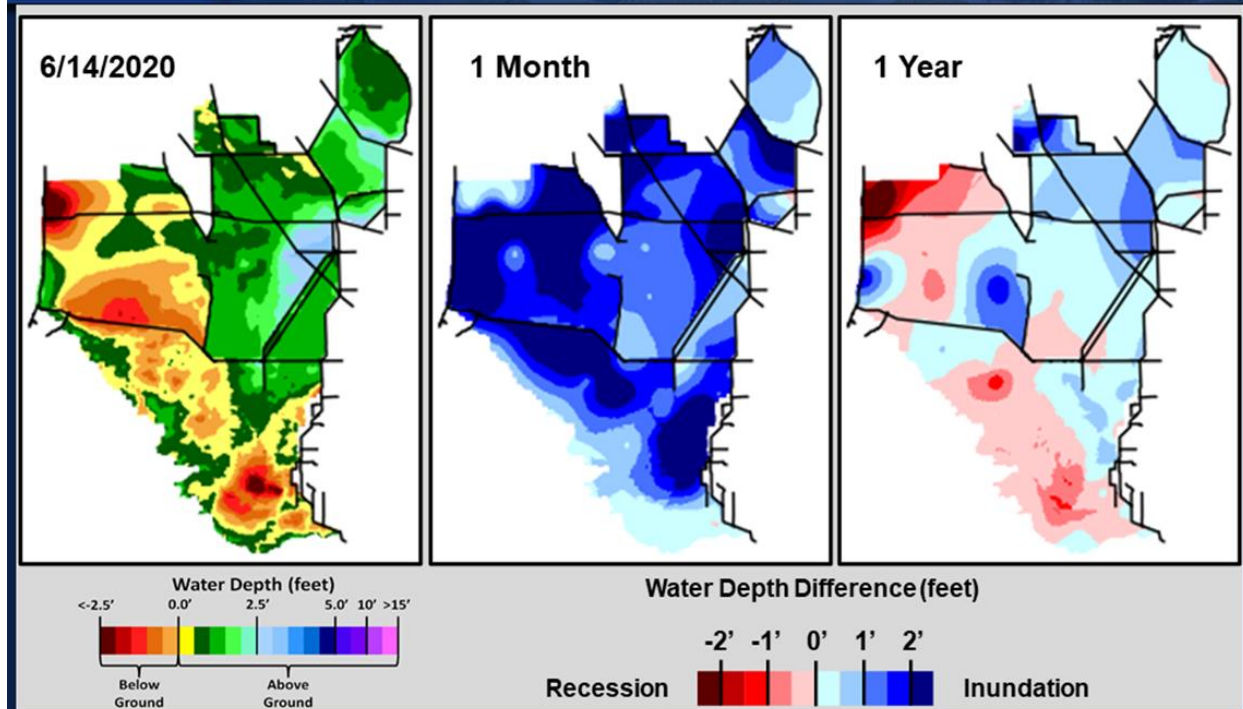 6/14/2020
1 Month
1 Year
Water Depth (feet)
<-2.5’ 0.0’ 2.5’ 5.0’ 10’ >15’
Below
Ground
Above
Ground
Water Depth Difference (feet)
-2’ -1’ 0’ 1’ 2’
Recession
Inundation